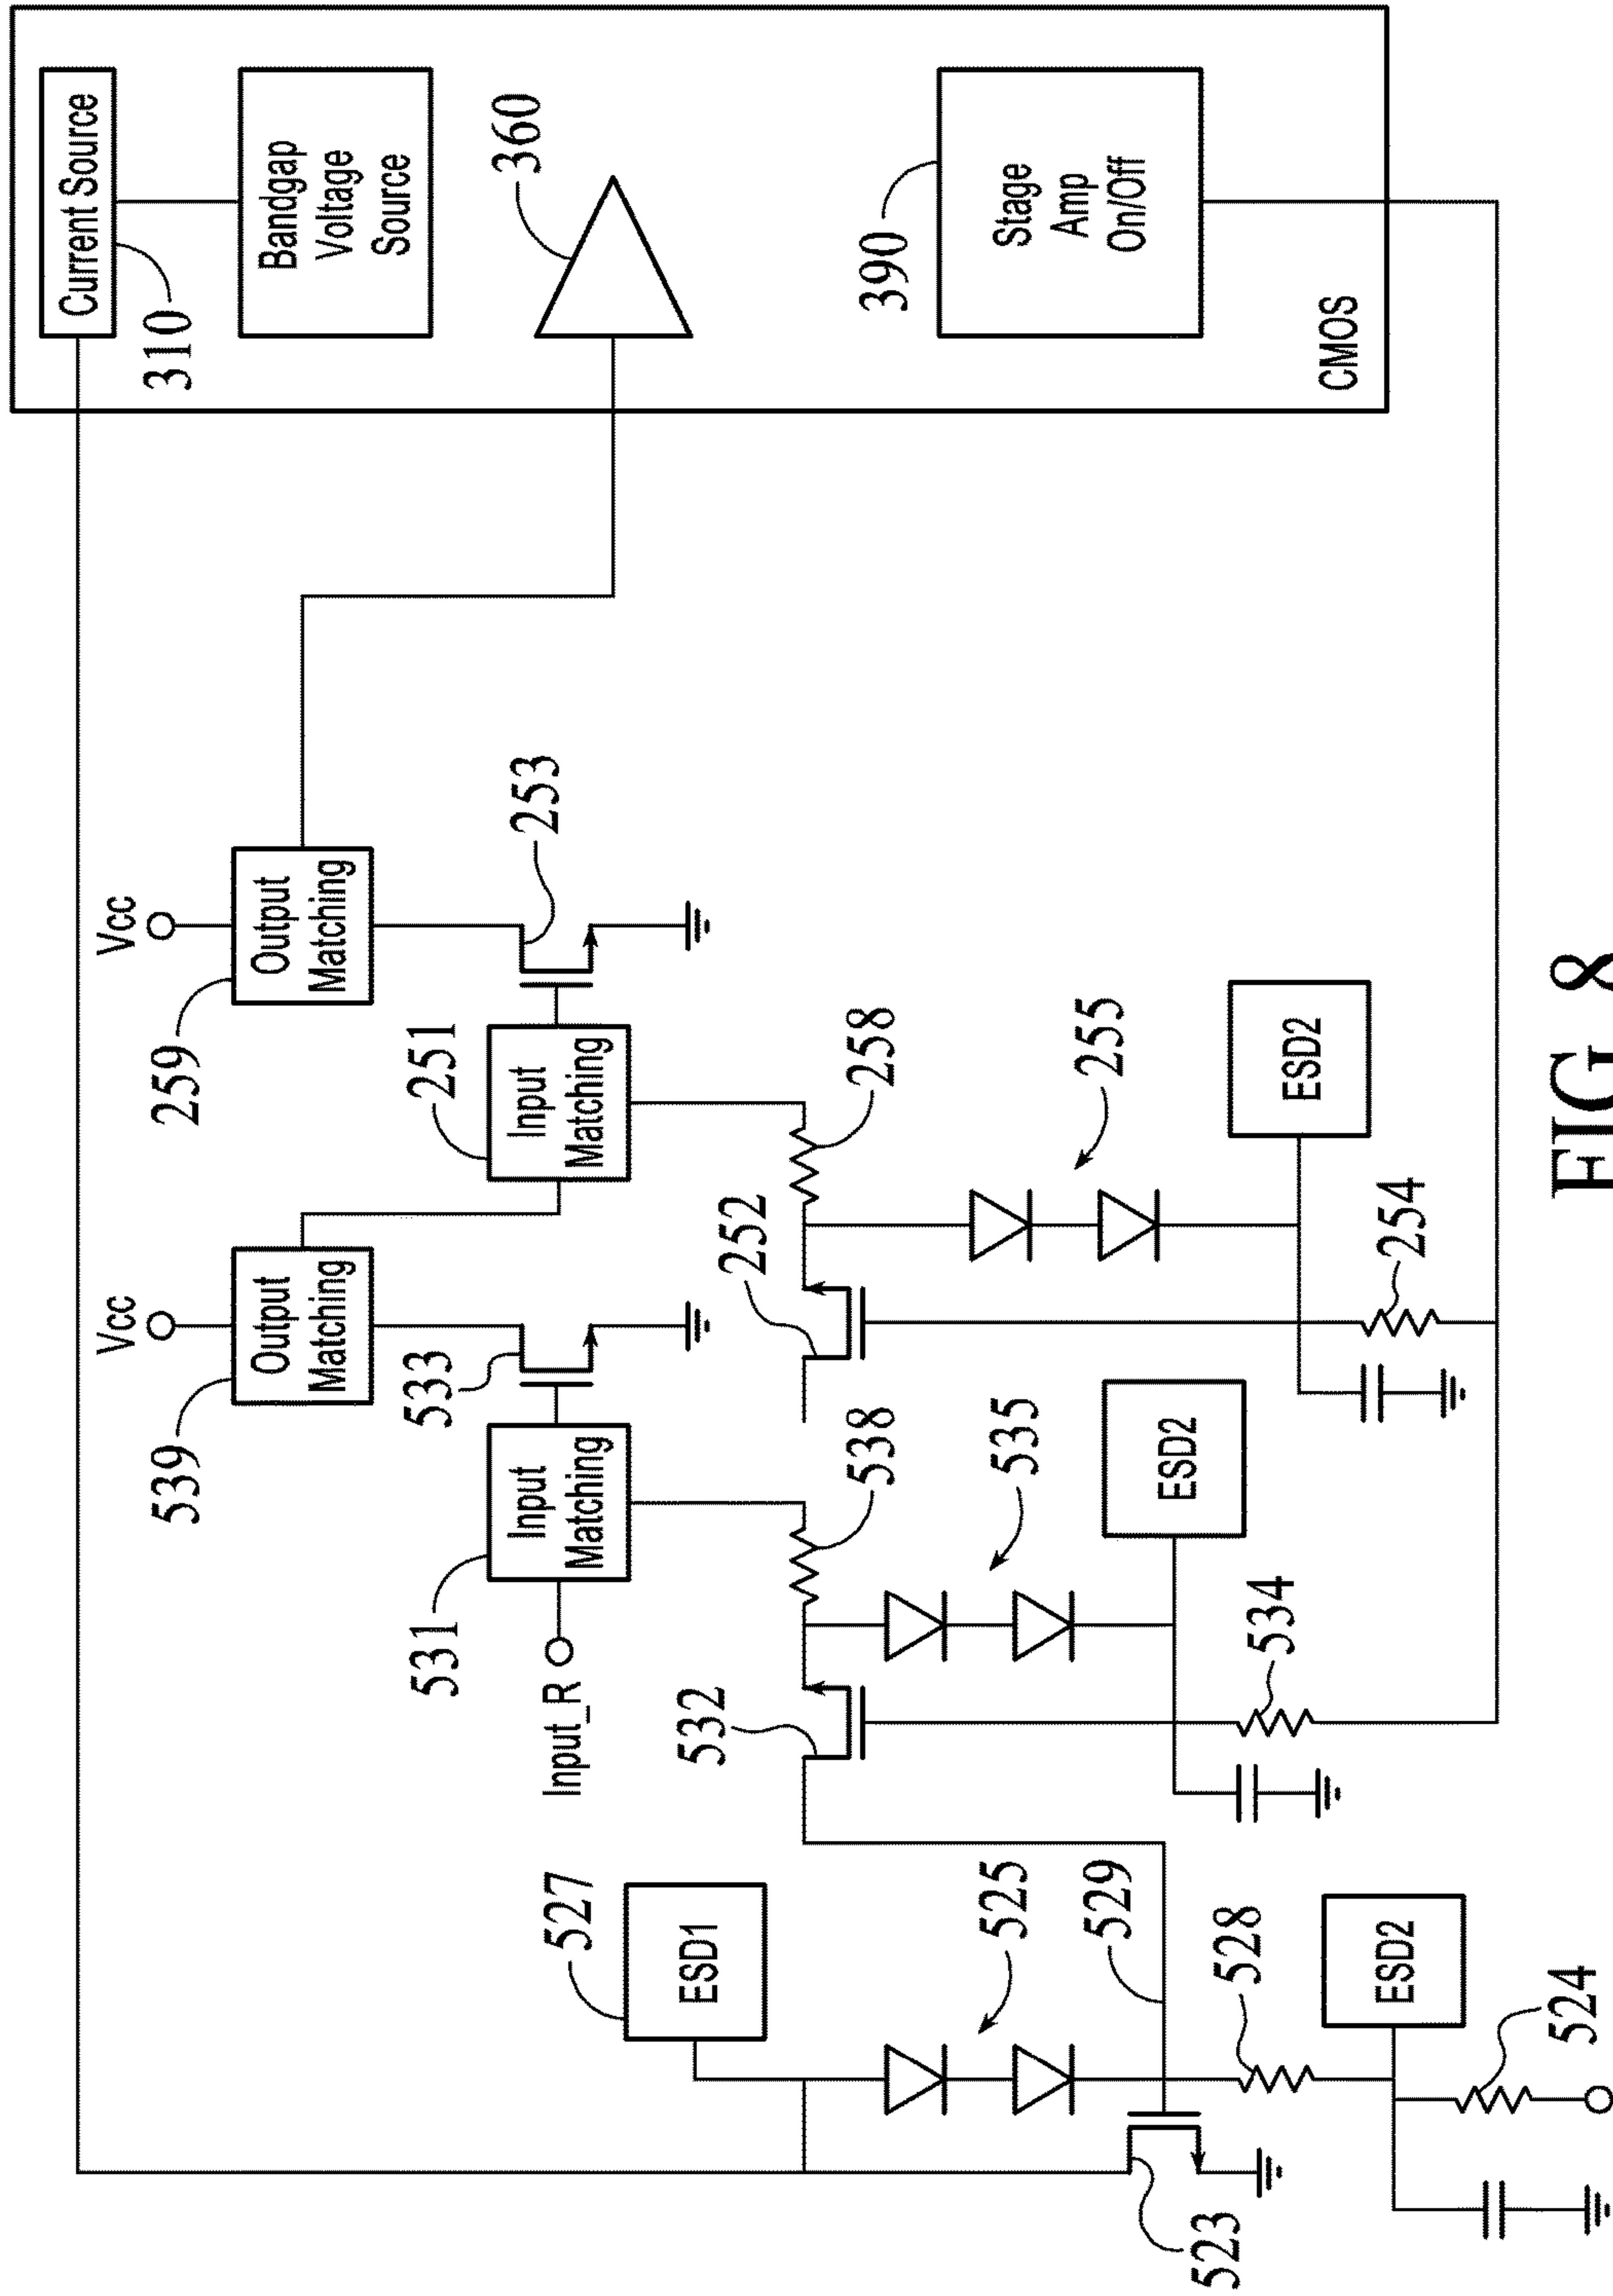 Current Source
310
Bandgap
Voltage
Source
360
390
Stage
Amp
On/Off
CMOS
Vcc
259
Output
Matching
253
251
Input
Matching
258
252
255
ESD2
254
Vcc
539
Output
Matching
533
531
Input
Matching
Input_R
538
532
535
ESD2
534
527
ESD1
525
529
528
ESD2
524
523
FIG 8